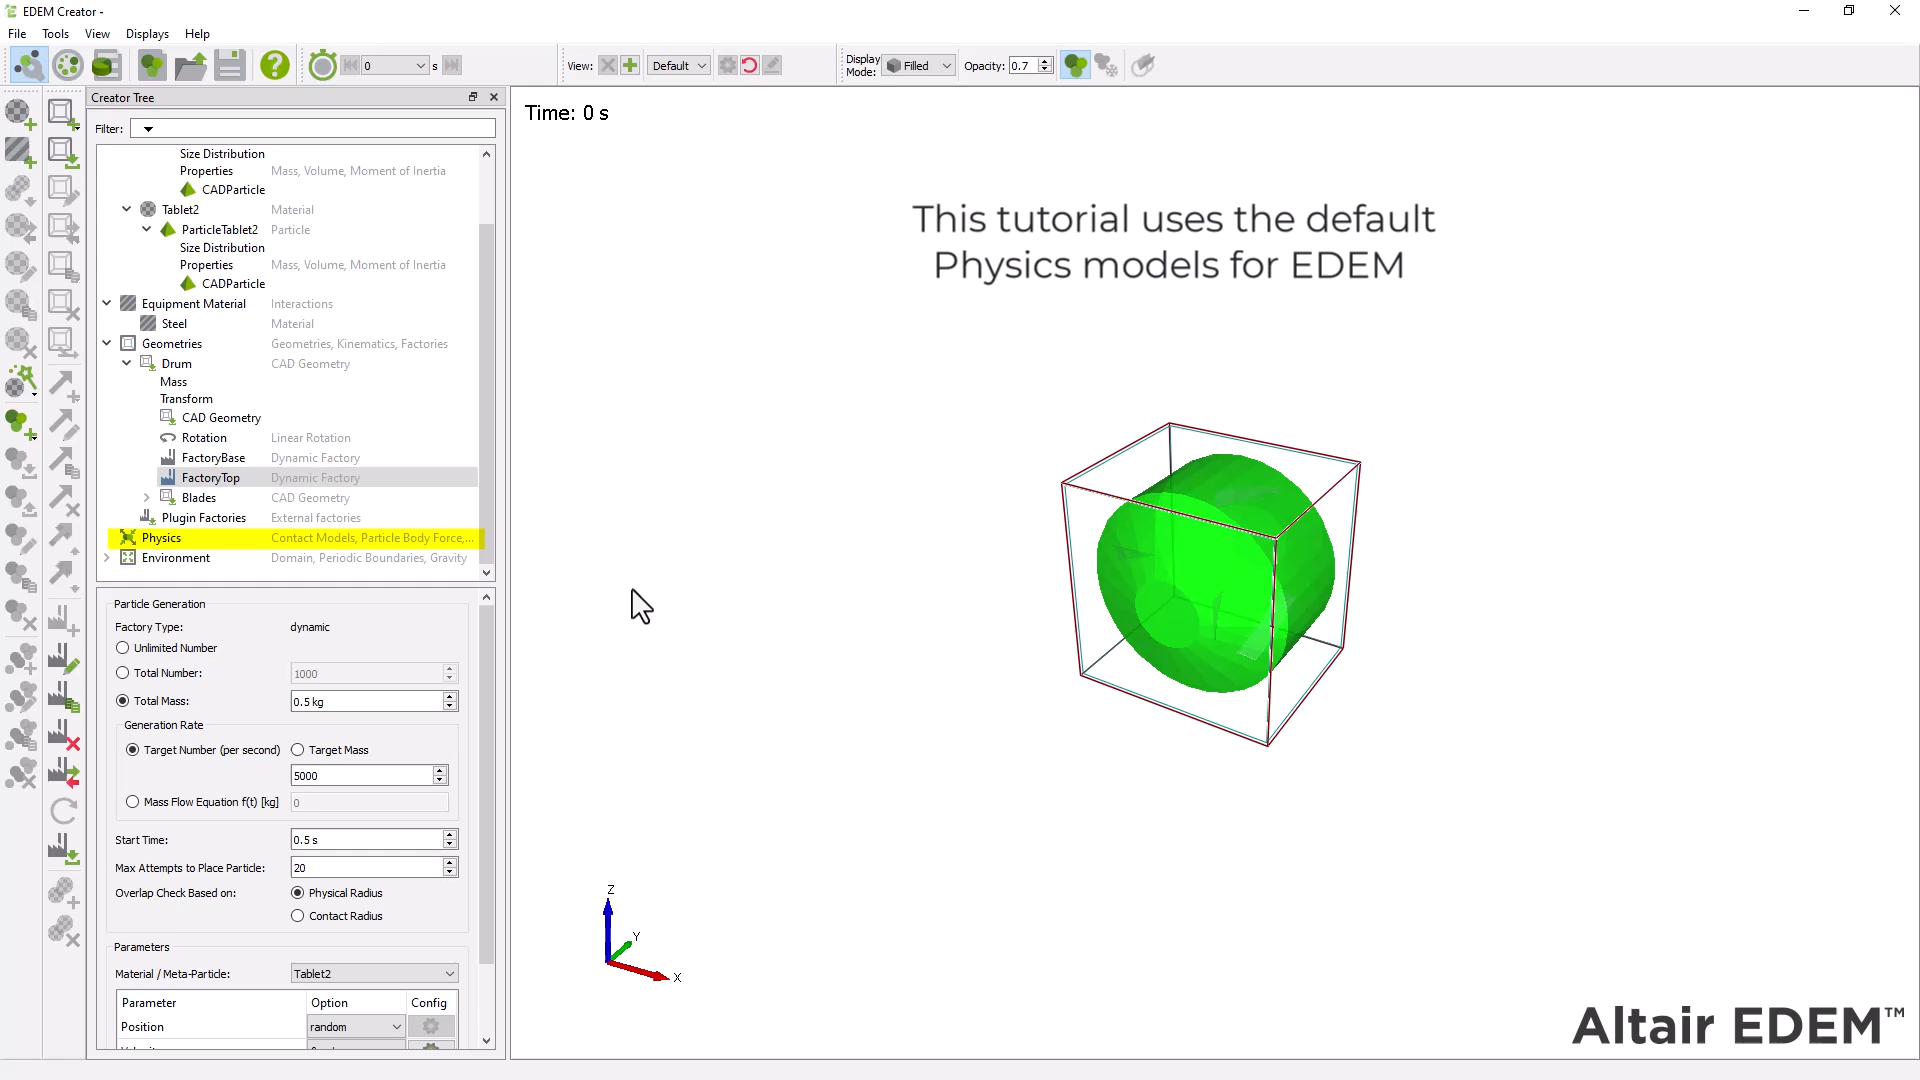 EDEM Creator -
File Tools View Displays Help
0 s
View: Default
Display Mode: Filled Opacity: 0.7
Creator Tree
Filter:
Size Distribution
Properties Mass, Volume, Moment of Inertia
CADParticle
Tablet2 Material
ParticleTablet2 Particle
Size Distribution
Properties Mass, Volume, Moment of Inertia
CADParticle
Equipment Material Interactions
Steel Material
Geometries Geometries, Kinematics, Factories
Drum CAD Geometry
Mass
Transform
CAD Geometry
Rotation Linear Rotation
FactoryBase Dynamic Factory
FactoryTop Dynamic Factory
Blades CAD Geometry
Plugin Factories External factories
Physics Contact Models, Particle Body Force,...
Environment Domain, Periodic Boundaries, Gravity
Particle Generation
Factory Type: dynamic
Unlimited Number
Total Number: 1000
Total Mass: 0.5 kg
Generation Rate
Target Number (per second) Target Mass
5000
Mass Flow Equation f(t) [kg] 0
Start Time: 0.5 s
Max Attempts to Place Particle: 20
Overlap Check Based on: Physical Radius
Contact Radius
Parameters
Material / Meta-Particle: Tablet2
Parameter Option Config
Position random
Time: 0 s
This tutorial uses the default
Physics models for EDEM
Z
Y
X
Altair EDEM™